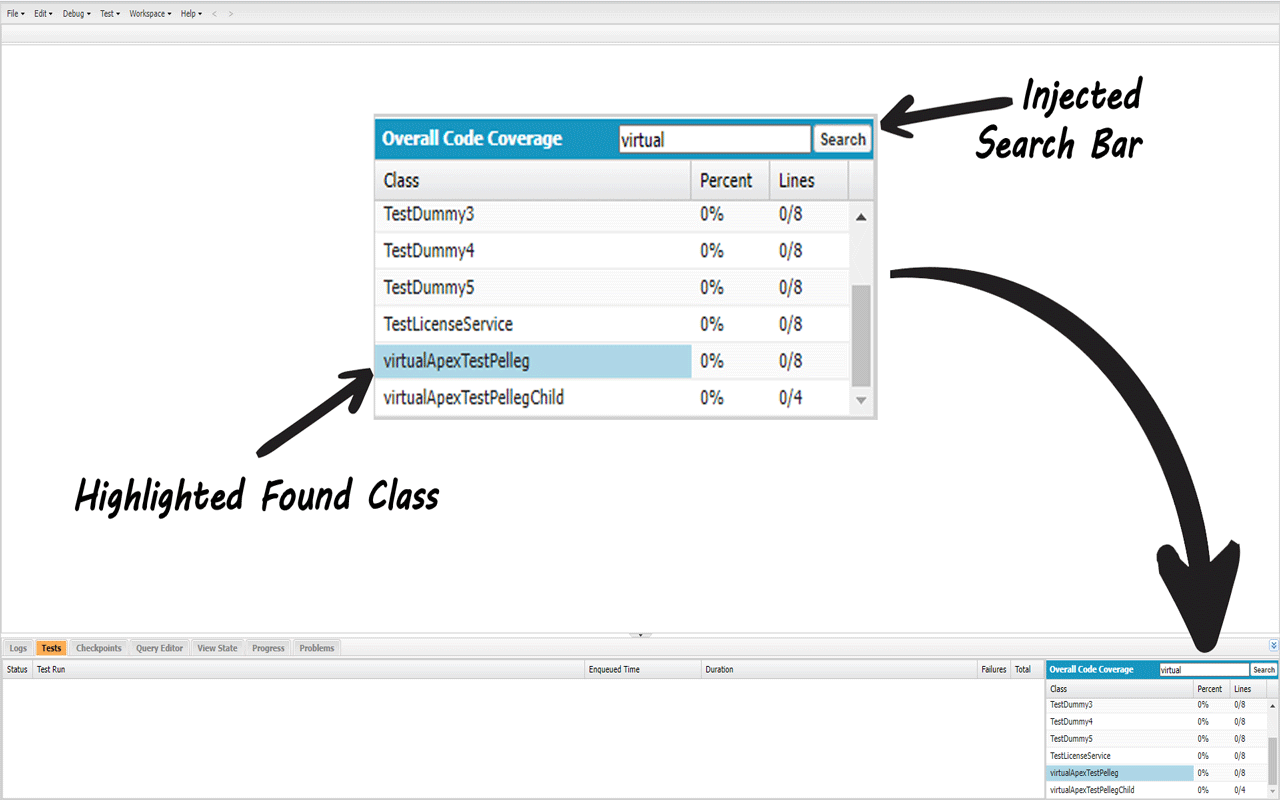 File Edit Debug Test Workspace Help < >
Injected
Search Bar
Overall Code Coverage virtual Search
Class Percent Lines
TestDummy3 0% 0/8
TestDummy4 0% 0/8
TestDummy5 0% 0/8
TestLicenseService 0% 0/8
virtualApexTestPelleg 0% 0/8
virtualApexTestPellegChild 0% 0/4
Highlighted Found Class
Logs Tests Checkpoints Query Editor View State Progress Problems
Status Test Run Enqueued Time Duration Failures Total
Overall Code Coverage virtual Search
Class Percent Lines
TestDummy3 0% 0/8
TestDummy4 0% 0/8
TestDummy5 0% 0/8
TestLicenseService 0% 0/8
virtualApexTestPelleg 0% 0/8
virtualApexTestPellegChild 0% 0/4